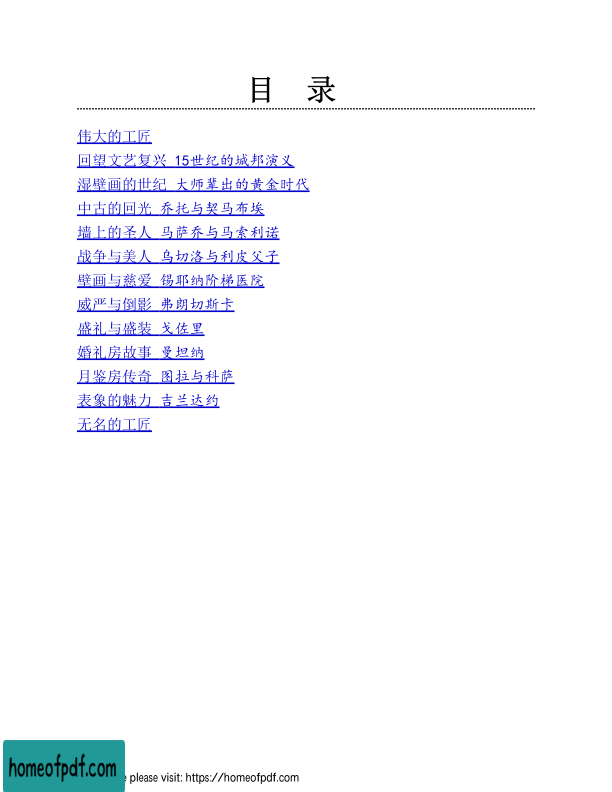 目 录
伟大的工匠
回望文艺复兴 15世纪的城邦演义
湿壁画的世纪 大师辈出的黄金时代
中古的回光 乔托与契马布埃
墙上的圣人 马萨乔与马索利诺
战争与美人 乌切洛与利皮父子
壁画与慈爱 锡耶纳阶梯医院
威严与倒影 弗朗切斯卡
盛礼与盛装 戈佐里
婚礼房故事 曼坦纳
月鉴房传奇 图拉与科萨
表象的魅力 吉兰达约
无名的工匠
homeofpdf.com
e please visit: https://homeofpdf.com